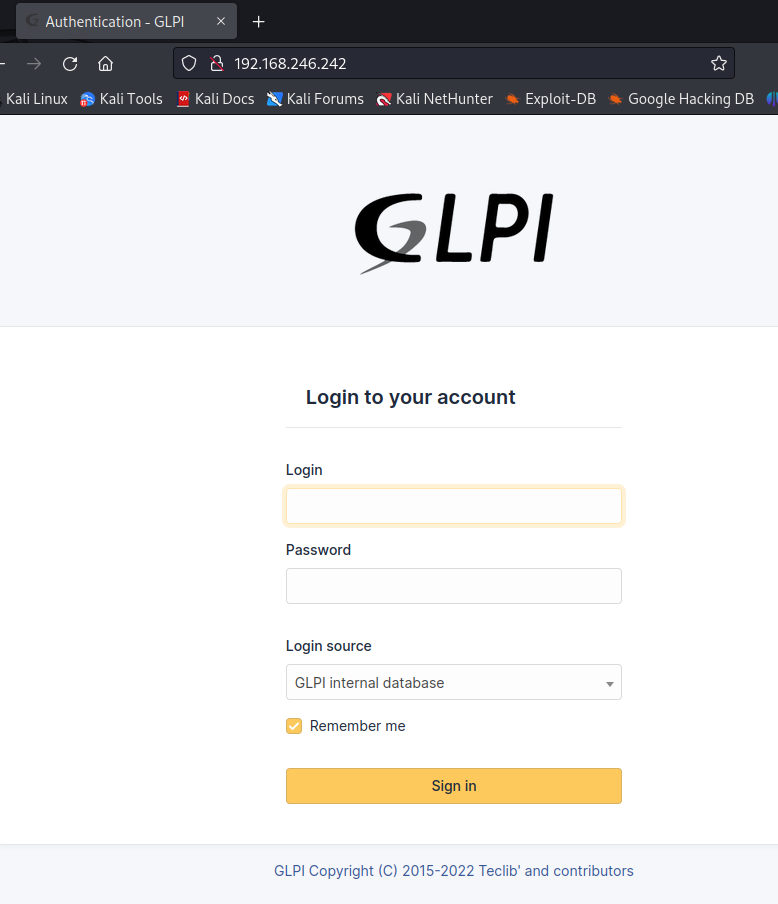 Authentication - GLPI
192.168.246.242
Kali Linux Kali Tools Kali Docs Kali Forums Kali NetHunter Exploit-DB Google Hacking DB
GLPI
Login to your account
Login
Password
Login source
GLPI internal database
Remember me
Sign in
GLPI Copyright (C) 2015-2022 Teclib' and contributors